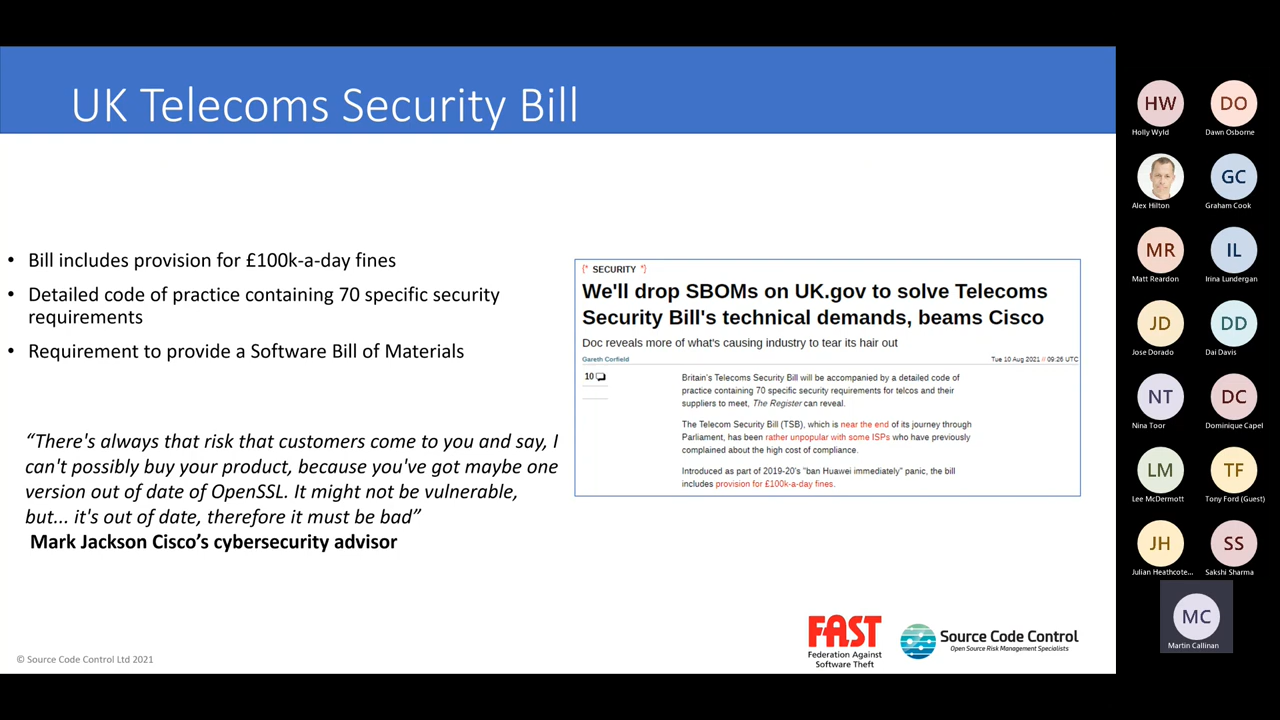 UK Telecoms Security Bill
• Bill includes provision for £100k-a-day fines
• Detailed code of practice containing 70 specific security
requirements
• Requirement to provide a Software Bill of Materials
“There's always that risk that customers come to you and say, I
can't possibly buy your product, because you've got maybe one
version out of date of OpenSSL. It might not be vulnerable,
but... it's out of date, therefore it must be bad”
Mark Jackson Cisco’s cybersecurity advisor
{* SECURITY *}
We'll drop SBOMs on UK.gov to solve Telecoms
Security Bill's technical demands, beams Cisco
Doc reveals more of what's causing industry to tear its hair out
Gareth Corfield
Tue 10 Aug 2021 // 09:26 UTC
10
Britain's Telecoms Security Bill will be accompanied by a detailed code of
practice containing 70 specific security requirements for telcos and their
suppliers to meet, The Register can reveal.
The Telecom Security Bill (TSB), which is near the end of its journey through
Parliament, has been rather unpopular with some ISPs who have previously
complained about the high cost of compliance.
Introduced as part of 2019-20's "ban Huawei immediately" panic, the bill
includes provision for £100k-a-day fines.
© Source Code Control Ltd 2021
FAST
Federation Against
Software Theft
Source Code Control
Open Source Risk Management Specialists
HW
Holly Wyld
DO
Dawn Osborne
Alex Hilton
GC
Graham Cook
MR
Matt Reardon
IL
Irina Lundergan
JD
Jose Dorado
DD
Dai Davis
NT
Nina Toor
DC
Dominique Capel
LM
Lee McDermott
TF
Tony Ford (Guest)
JH
Julian Heathcote...
SS
Sakshi Sharma
MC
Martin Callinan